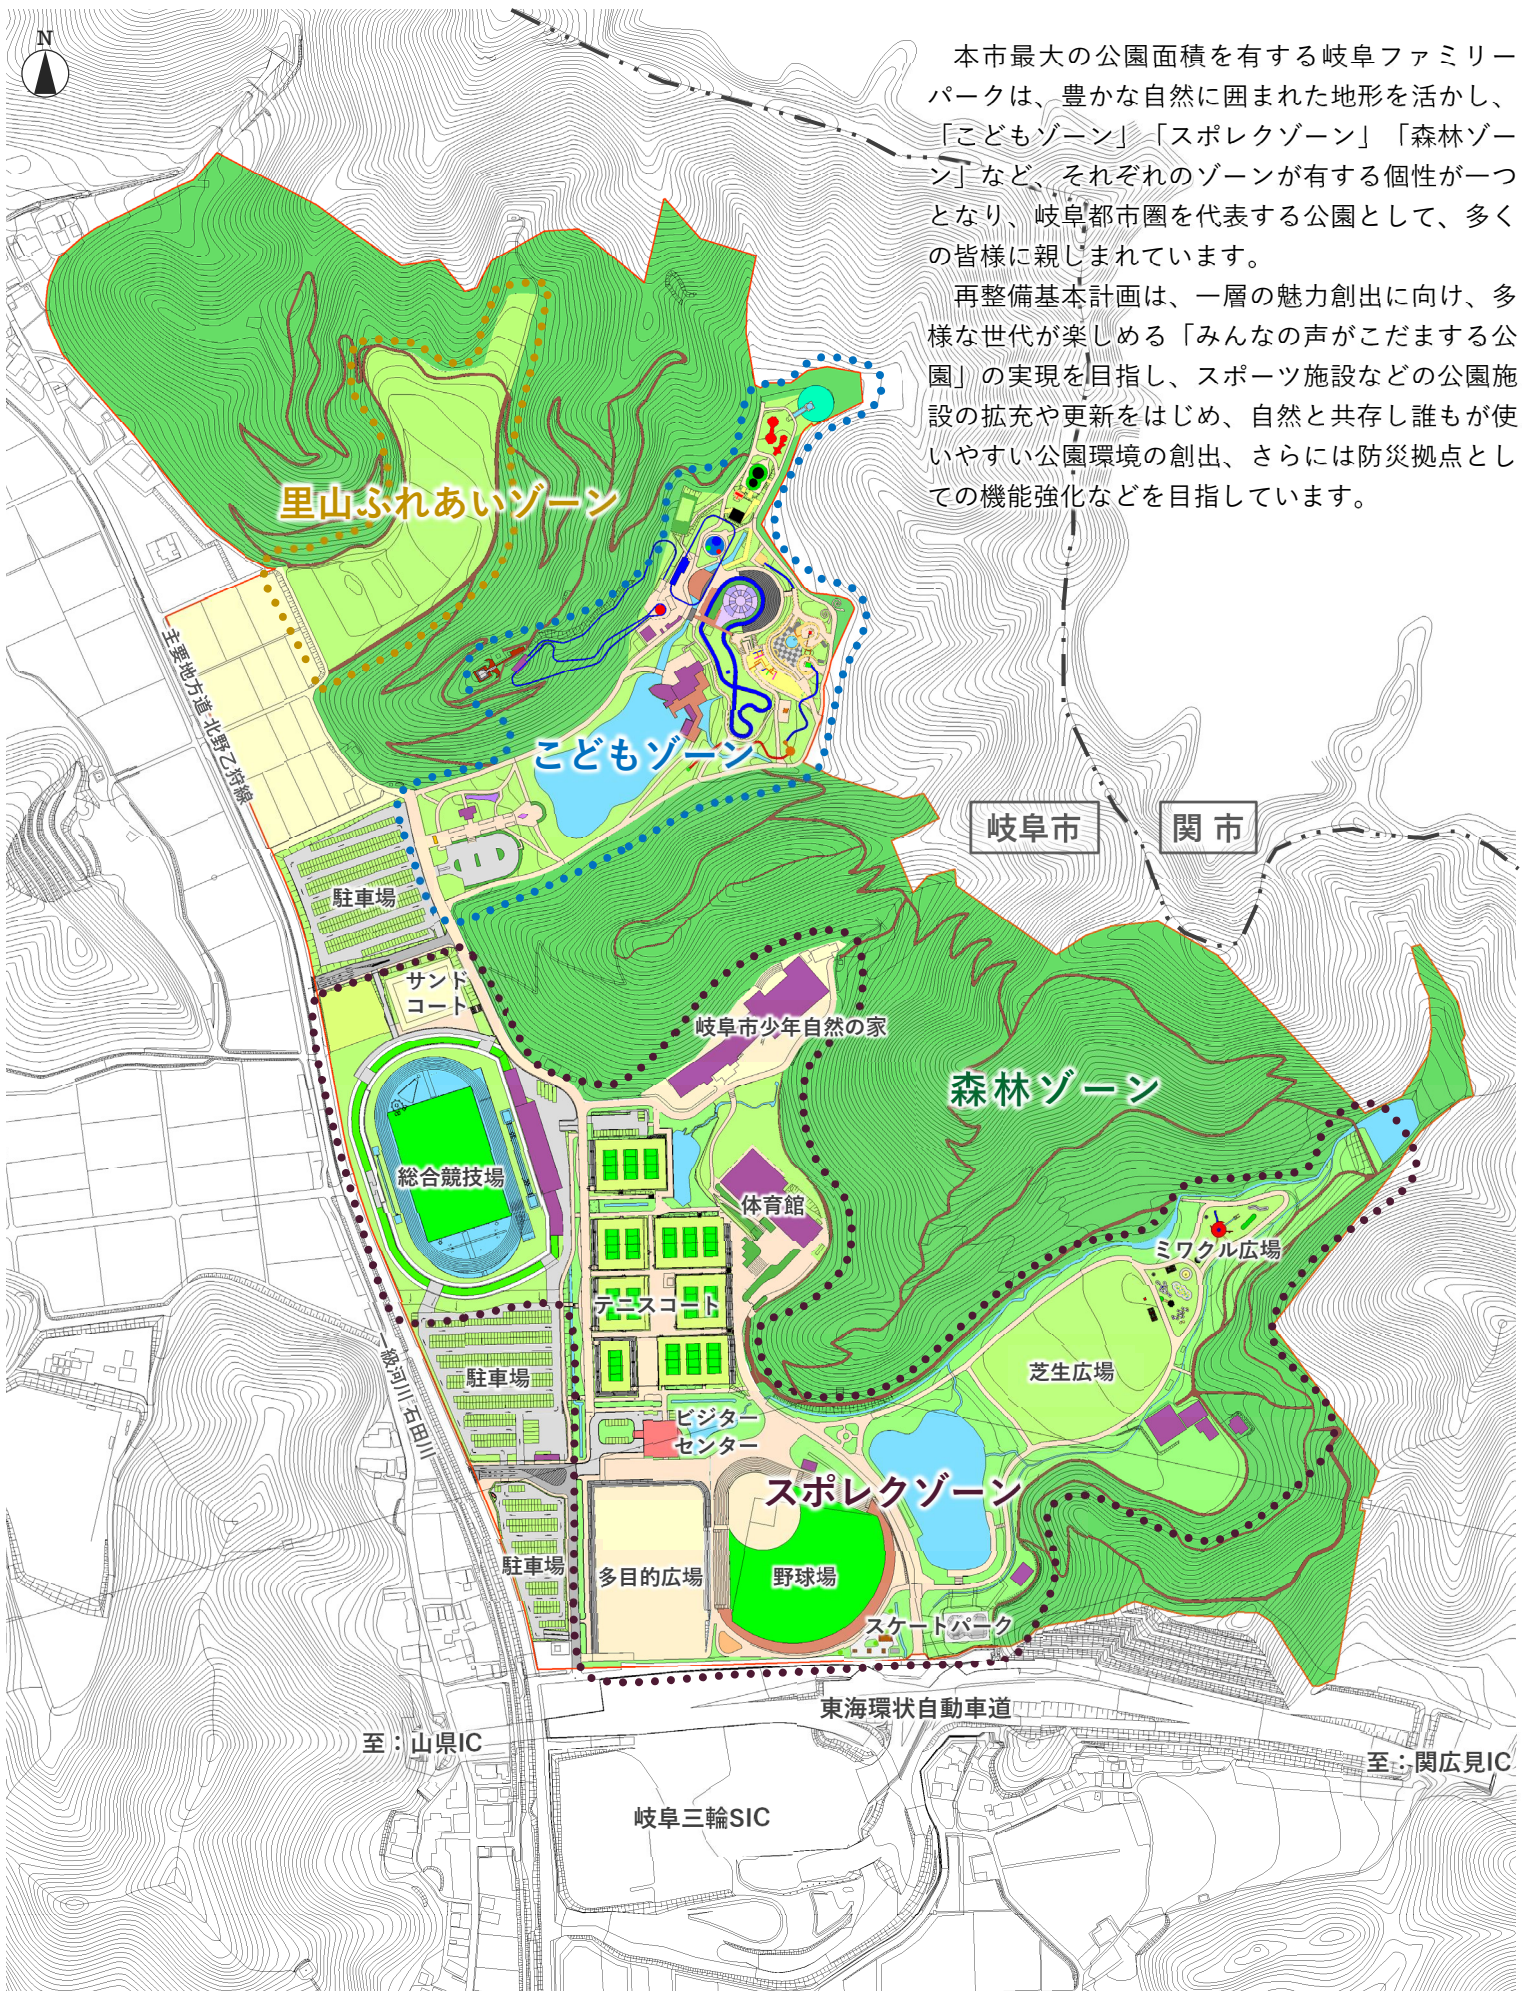 N
　本市最大の公園面積を有する岐阜ファミリー
パークは、豊かな自然に囲まれた地形を活かし、
「こどもゾーン」「スポレクゾーン」「森林ゾー
ン」など、それぞれのゾーンが有する個性が一つ
となり、岐阜都市圏を代表する公園として、多く
の皆様に親しまれています。
　再整備基本計画は、一層の魅力創出に向け、多
様な世代が楽しめる「みんなの声がこだまする公
園」の実現を目指し、スポーツ施設などの公園施
設の拡充や更新をはじめ、自然と共存し誰もが使
いやすい公園環境の創出、さらには防災拠点とし
ての機能強化などを目指しています。
里山ふれあいゾーン
主要地方道 北野乙狩線
こどもゾーン
岐阜市
関市
駐車場
サンド
コート
岐阜市少年自然の家
森林ゾーン
総合競技場
体育館
ミワクル広場
テニスコート
一級河川 石田川
駐車場
芝生広場
ビジター
センター
スポレクゾーン
駐車場
多目的広場
野球場
スケートパーク
東海環状自動車道
至：山県IC
至：関広見IC
岐阜三輪SIC